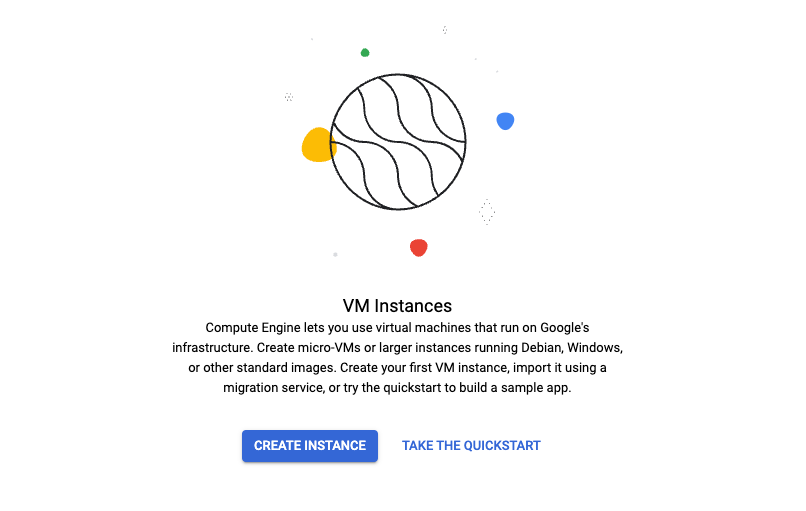 VM Instances
Compute Engine lets you use virtual machines that run on Google's
infrastructure. Create micro-VMs or larger instances running Debian, Windows,
or other standard images. Create your first VM instance, import it using a
migration service, or try the quickstart to build a sample app.
CREATE INSTANCE
TAKE THE QUICKSTART